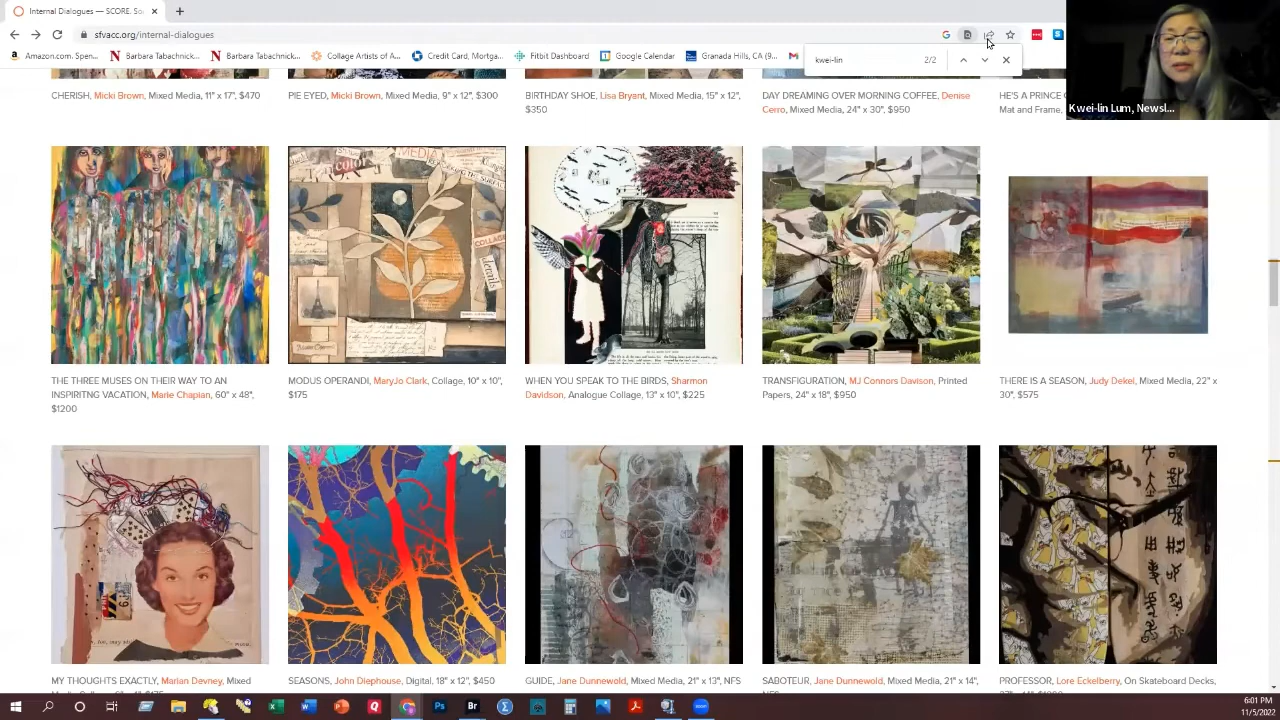 Internal Dialogues — SCORE, So
sfvacc.org/internal-dialogues
Amazon.com. Spen...
Barbara Tabachnick...
Barbara Tabachnick...
Collage Artists of A...
Credit Card, Mortga...
Fitbit Dashboard
Google Calendar
Granada Hills, CA (9...
kwei-lin
2/2
Kwei-lin Lum, Newsl...
CHERISH, Micki Brown, Mixed Media, 11" x 17", $470
PIE EYED, Micki Brown, Mixed Media, 9" x 12", $300
BIRTHDAY SHOE, Lisa Bryant, Mixed Media, 15" x 12",
$350
DAY DREAMING OVER MORNING COFFEE, Denise
Cerro, Mixed Media, 24" x 30", $950
HE'S A PRINCE
Mat and Frame,
THE THREE MUSES ON THEIR WAY TO AN
INSPIRITNG VACATION, Marie Chapian, 60" x 48",
$1200
MODUS OPERANDI, MaryJo Clark, Collage, 10" x 10",
$175
WHEN YOU SPEAK TO THE BIRDS, Sharmon
Davidson, Analogue Collage, 13" x 10", $225
TRANSFIGURATION, MJ Connors Davison, Printed
Papers, 24" x 18", $950
THERE IS A SEASON, Judy Dekel, Mixed Media, 22" x
30", $575
MY THOUGHTS EXACTLY, Marian Devney, Mixed
SEASONS, John Diephouse, Digital, 18" x 12", $450
GUIDE, Jane Dunnewold, Mixed Media, 21" x 13", NFS
SABOTEUR, Jane Dunnewold, Mixed Media, 21" x 14",
PROFESSOR, Lore Eckelberry, On Skateboard Decks,
6:01 PM
11/5/2022